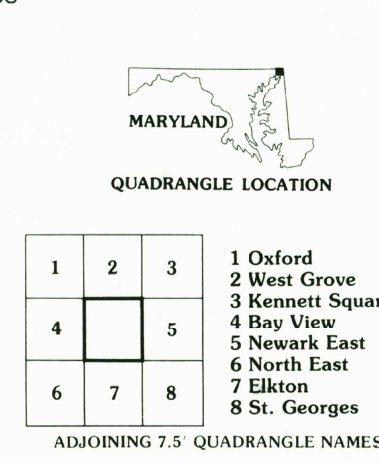 MARYLAND
QUADRANGLE LOCATION
1 2 3
4 5
6 7 8
1 Oxford
2 West Grove
3 Kennett Squar
4 Bay View
5 Newark East
6 North East
7 Elkton
8 St. Georges
ADJOINING 7.5′ QUADRANGLE NAMES